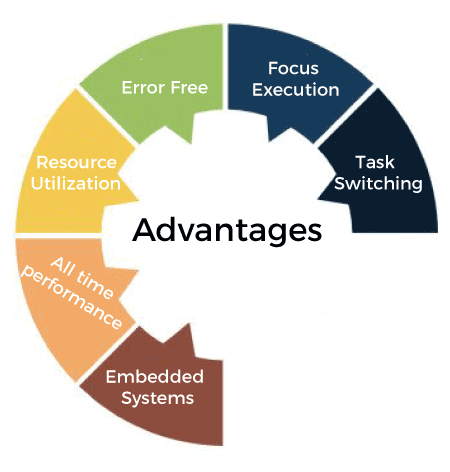 Error Free
Focus
Execution
Resource
Utilization
Task
Switching
Advantages
All time
performance
Embedded
Systems